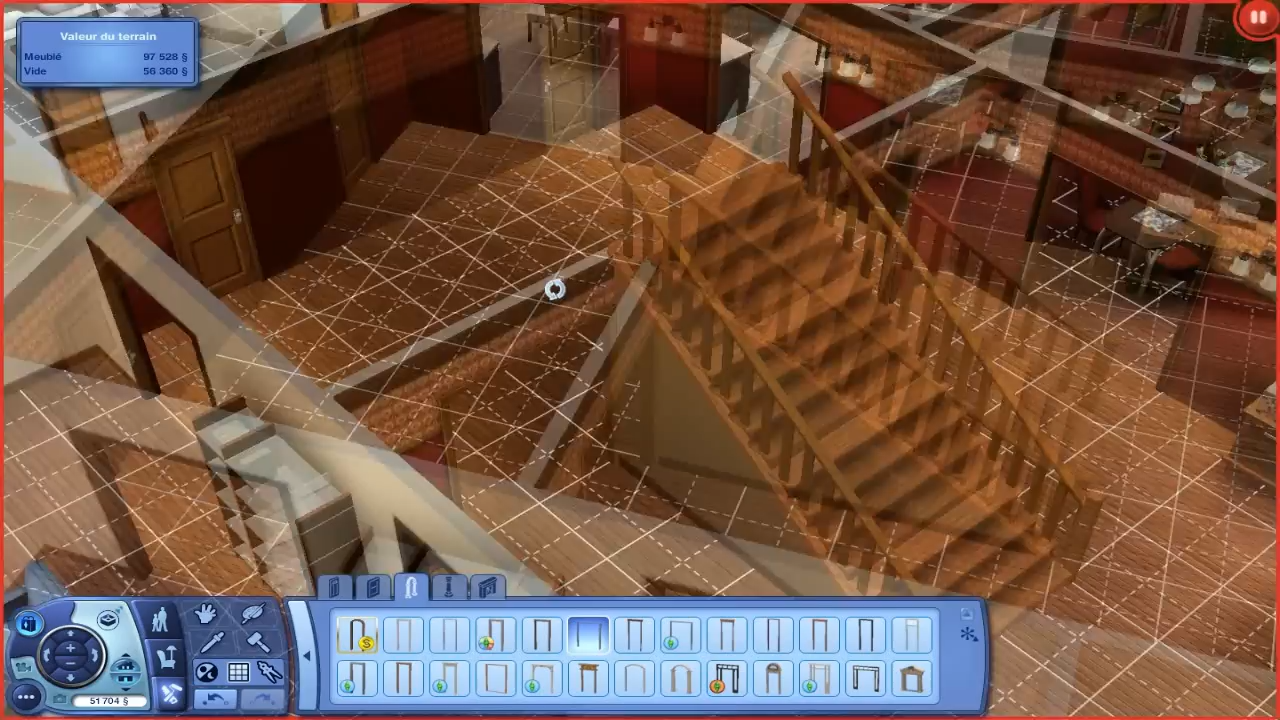 Valeur du terrain
Meublé 97 528 §
Vide 56 360 §
51 704 §